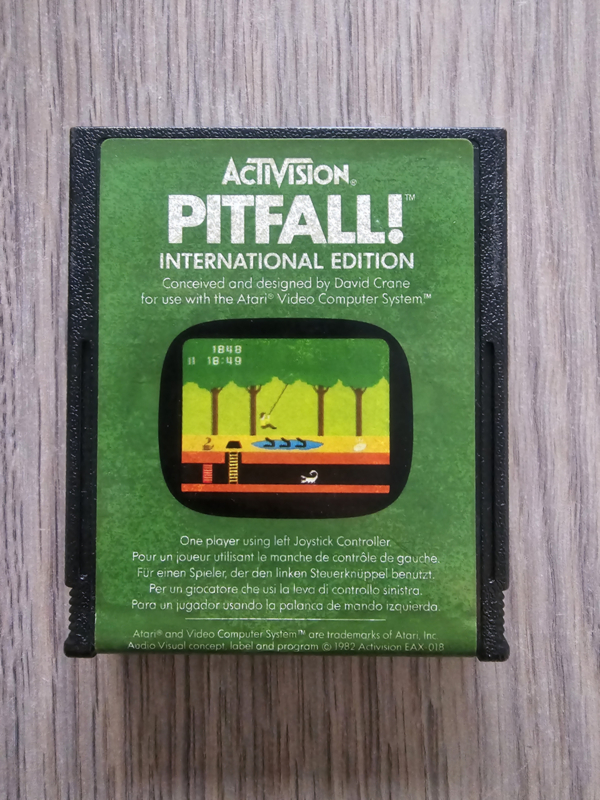 ACTIVISION®
PITFALL!™
INTERNATIONAL EDITION
Conceived and designed by David Crane
for use with the Atari® Video Computer System™
1848
18:49
One player using left Joystick Controller.
Pour un joueur utilisant le manche de contrôle de gauche.
Für einen Spieler, der den linken Steuerknüppel benutzt.
Per un giocatore che usi la leva di controllo sinistra.
Para un jugador usando la palanca de mando izquierda.
Atari® and Video Computer System™ are trademarks of Atari, Inc.
Audio Visual concept, label and program © 1982 Activision EAX-018